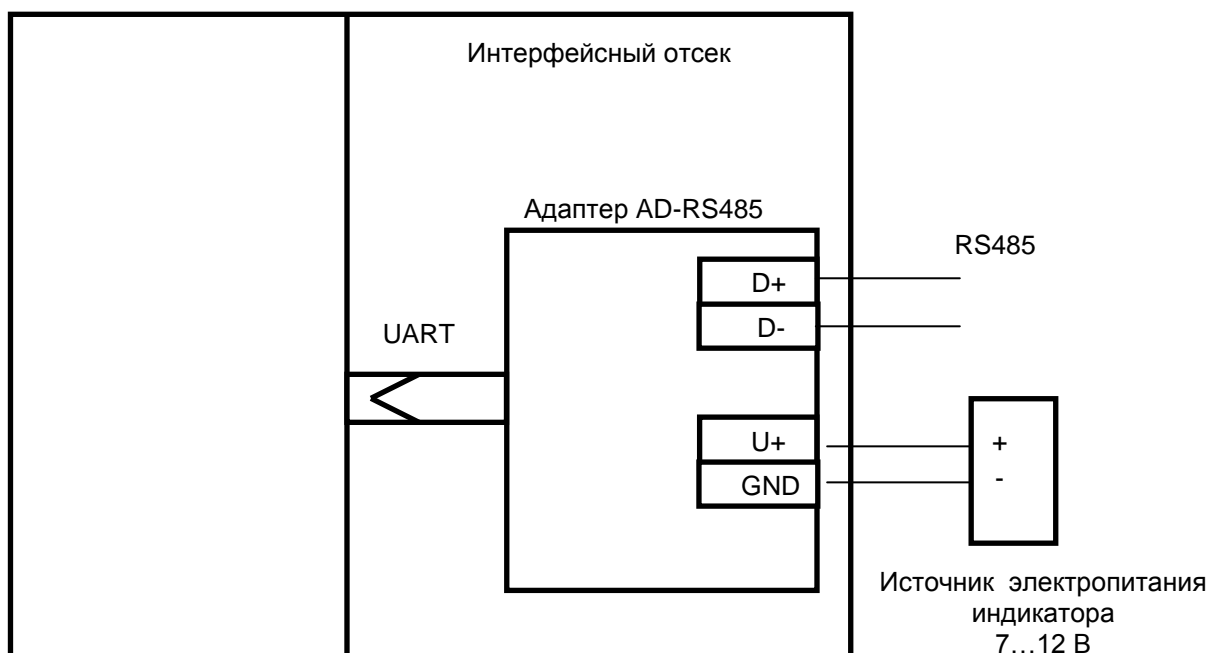 Интерфейсный отсек
Адаптер AD-RS485
RS485
D+
D-
UART
U+
GND
+
-
Источник электропитания
индикатора
7…12 В